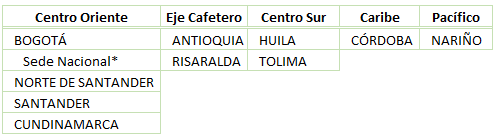 Centro Oriente Eje Cafetero Centro Sur Caribe Pacífico
BOGOTÁ ANTIOQUIA HUILA CÓRDOBA NARIÑO
Sede Nacional* RISARALDA TOLIMA
NORTE DE SANTANDER
SANTANDER
CUNDINAMARCA